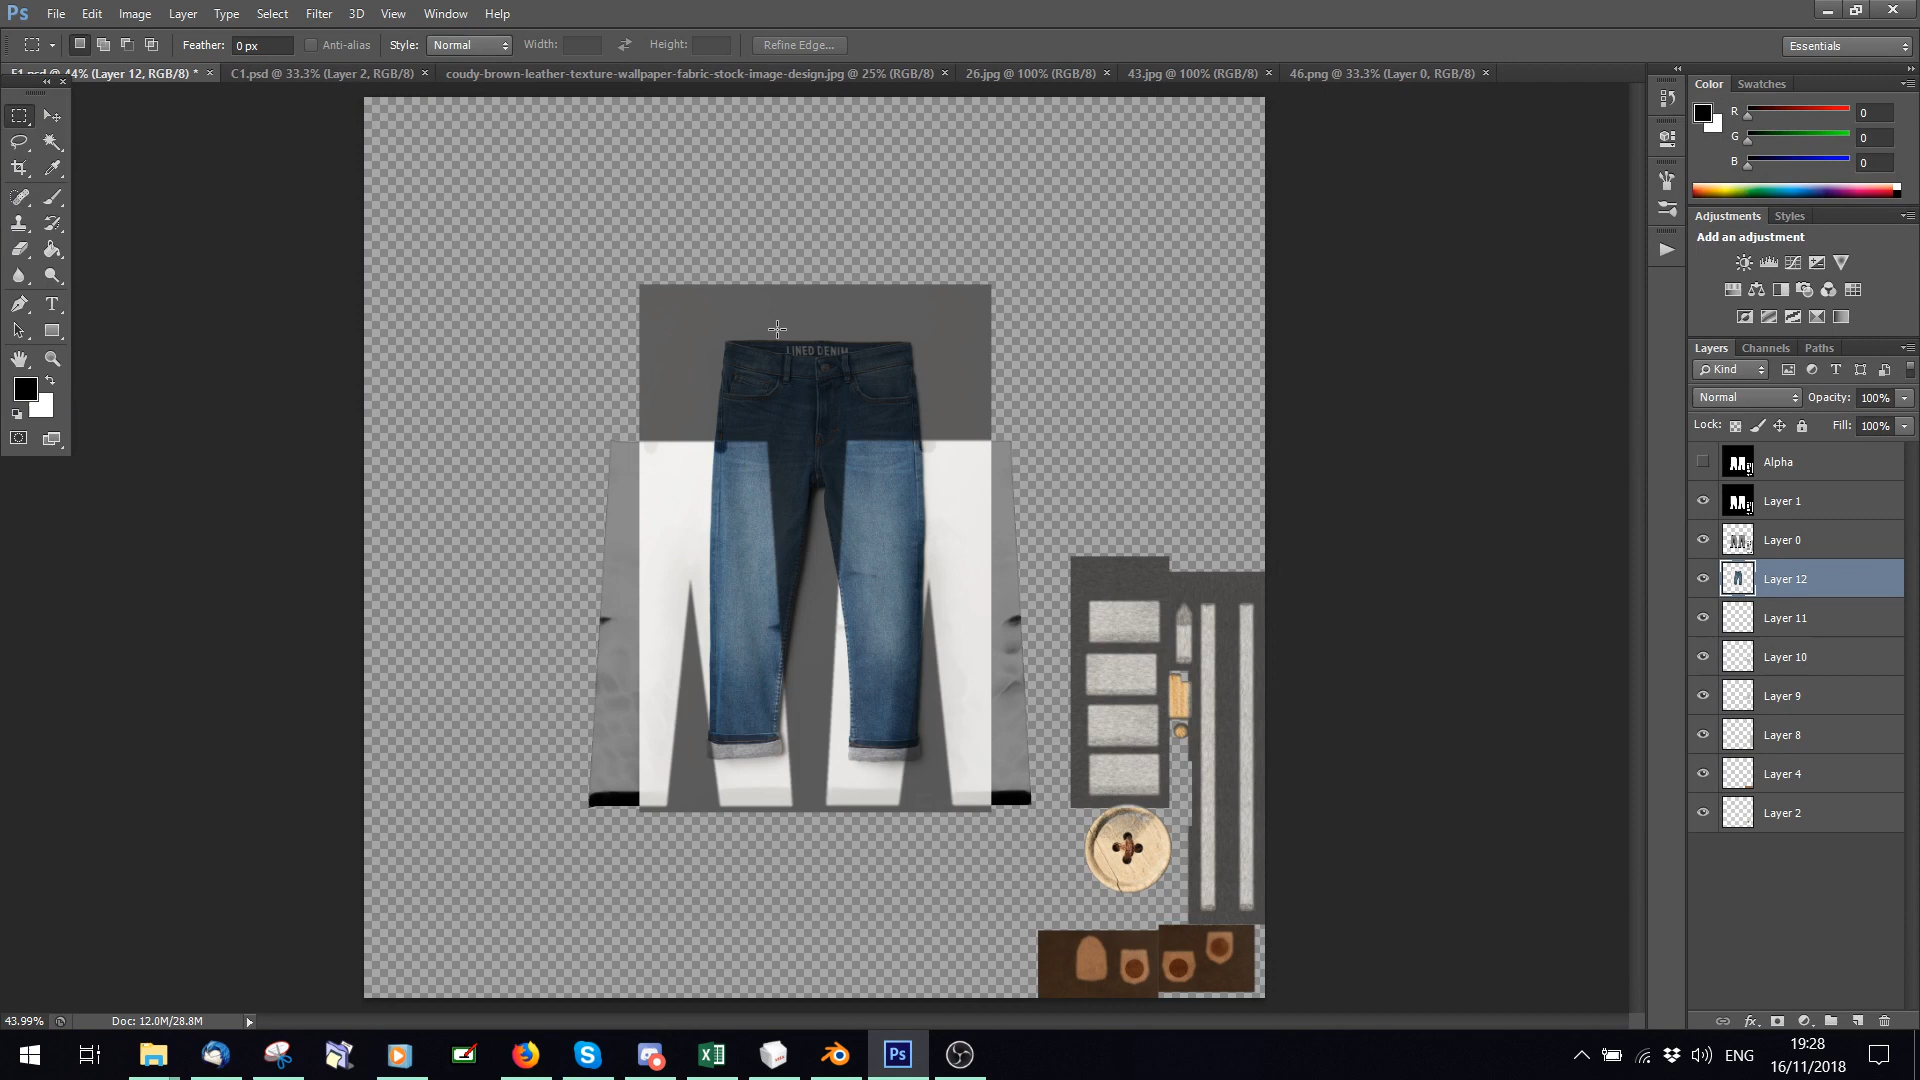 Ps File Edit Image Layer Type Select Filter 3D View Window Help
Feather: 0 px Anti-alias Style: Normal Width: Height: Refine Edge... Essentials
44% (Layer 12, RGB/8) * × C1.psd @ 33.3% (Layer 2, RGB/8) × coudy-brown-leather-texture-wallpaper-fabric-stock-image-design.jpg @ 25% (RGB/8) × 26.jpg @ 100% (RGB/8) × 43.jpg @ 100% (RGB/8) × 46.png @ 33.3% (Layer 0, RGB/8) ×
Color Swatches
R 0
G 0
B 0
Adjustments Styles
Add an adjustment
LINED DENIM
Layers Channels Paths
Kind
Normal Opacity: 100%
Lock: Fill: 100%
Alpha
Layer 1
Layer 0
Layer 12
Layer 11
Layer 10
Layer 9
Layer 8
Layer 4
Layer 2
43.99% Doc: 12.0M/28.8M
Ps ENG 19:28
16/11/2018